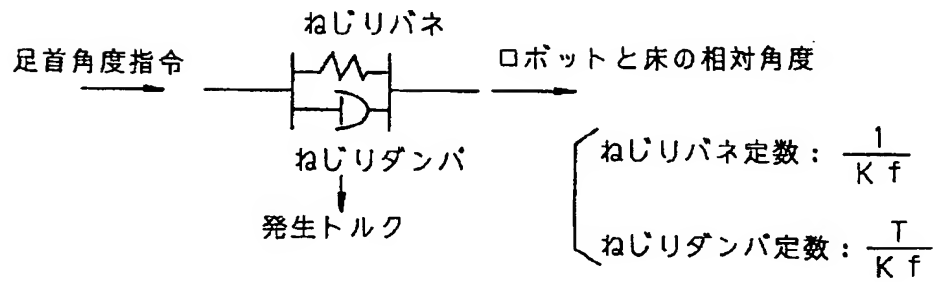 ねじりバネ
足首角度指令
ロボットと床の相対角度
ねじりダンパ
発生トルク
ねじりバネ定数：1/Kf
ねじりダンパ定数：T/Kf